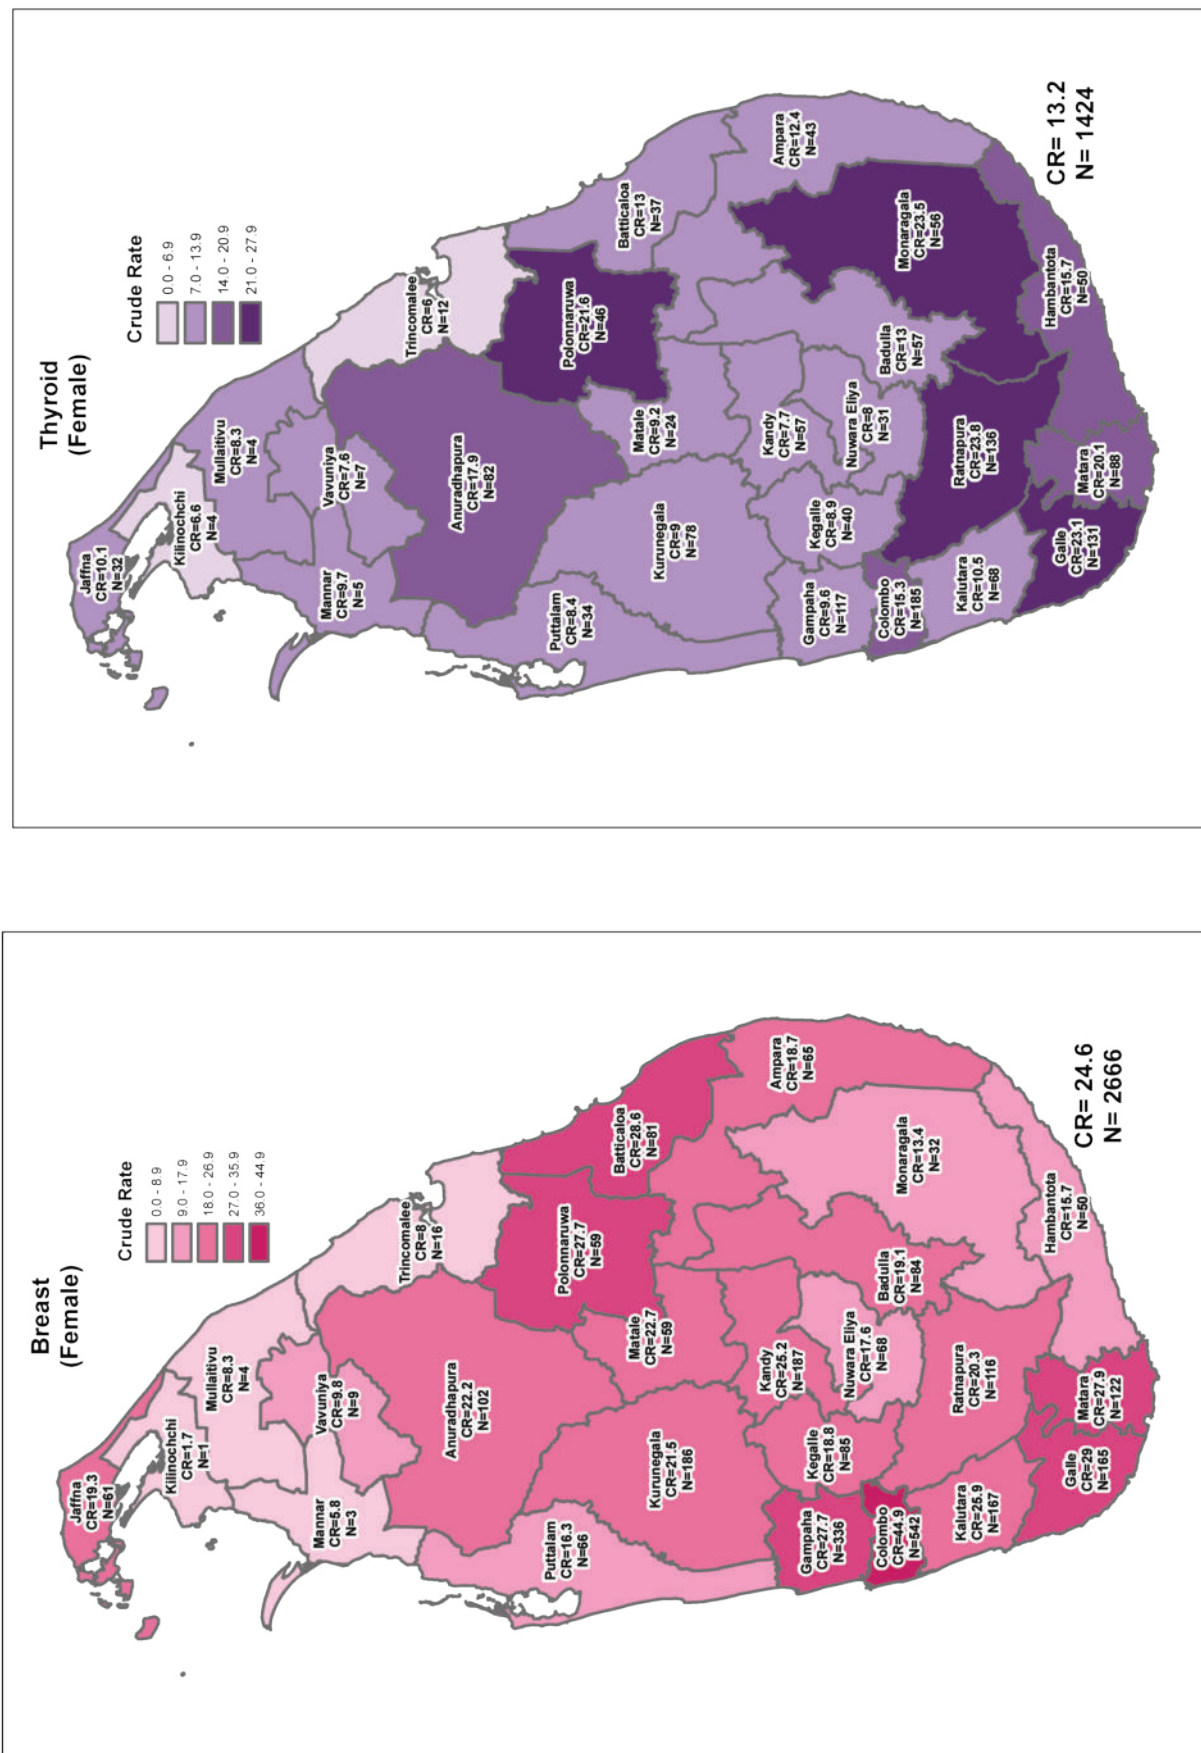 Breast
(Female)
Crude Rate
0.0 - 8.9
9.0 - 17.9
18.0 - 26.9
27.0 - 35.9
36.0 - 44.9
Jaffna
CR=19.3
N=61
Kilinochchi
CR=1.7
N=1
Mullaitivu
CR=8.3
N=4
Vavuniya
CR=9.8
N=9
Mannar
CR=5.8
N=3
Trincomalee
CR=8
N=16
Anuradhapura
CR=22.2
N=102
Puttalam
CR=16.3
N=66
Polonnaruwa
CR=27.7
N=59
Batticaloa
CR=28.6
N=81
Matale
CR=22.7
N=59
Kurunegala
CR=21.5
N=186
Kandy
CR=25.2
N=187
Ampara
CR=18.7
N=65
Gampaha
CR=27.7
N=336
Kegalle
CR=18.8
N=85
Nuwara Eliya
CR=17.6
N=68
Badulla
CR=19.1
N=84
Monaragala
CR=13.4
N=32
Colombo
CR=44.9
N=542
Kalutara
CR=25.9
N=167
Ratnapura
CR=20.3
N=116
Hambantota
CR=15.7
N=50
Galle
CR=29
N=165
Matara
CR=27.9
N=122
CR= 24.6
N= 2666
Thyroid
(Female)
Crude Rate
0.0 - 6.9
7.0 - 13.9
14.0 - 20.9
21.0 - 27.9
Jaffna
CR=10.1
N=32
Kilinochchi
CR=6.6
N=4
Mullaitivu
CR=8.3
N=4
Vavuniya
CR=7.6
N=7
Mannar
CR=9.7
N=5
Trincomalee
CR=6
N=12
Anuradhapura
CR=17.9
N=82
Puttalam
CR=8.4
N=34
Polonnaruwa
CR=21.6
N=46
Batticaloa
CR=13
N=37
Matale
CR=9.2
N=24
Kurunegala
CR=9
N=78
Kandy
CR=7.7
N=57
Ampara
CR=12.4
N=43
Gampaha
CR=9.6
N=117
Kegalle
CR=8.9
N=40
Nuwara Eliya
CR=8
N=31
Badulla
CR=13
N=57
Monaragala
CR=23.5
N=56
Colombo
CR=15.3
N=185
Kalutara
CR=10.5
N=68
Ratnapura
CR=23.8
N=136
Hambantota
CR=15.7
N=50
Galle
CR=23.1
N=131
Matara
CR=20.1
N=88
CR= 13.2
N= 1424